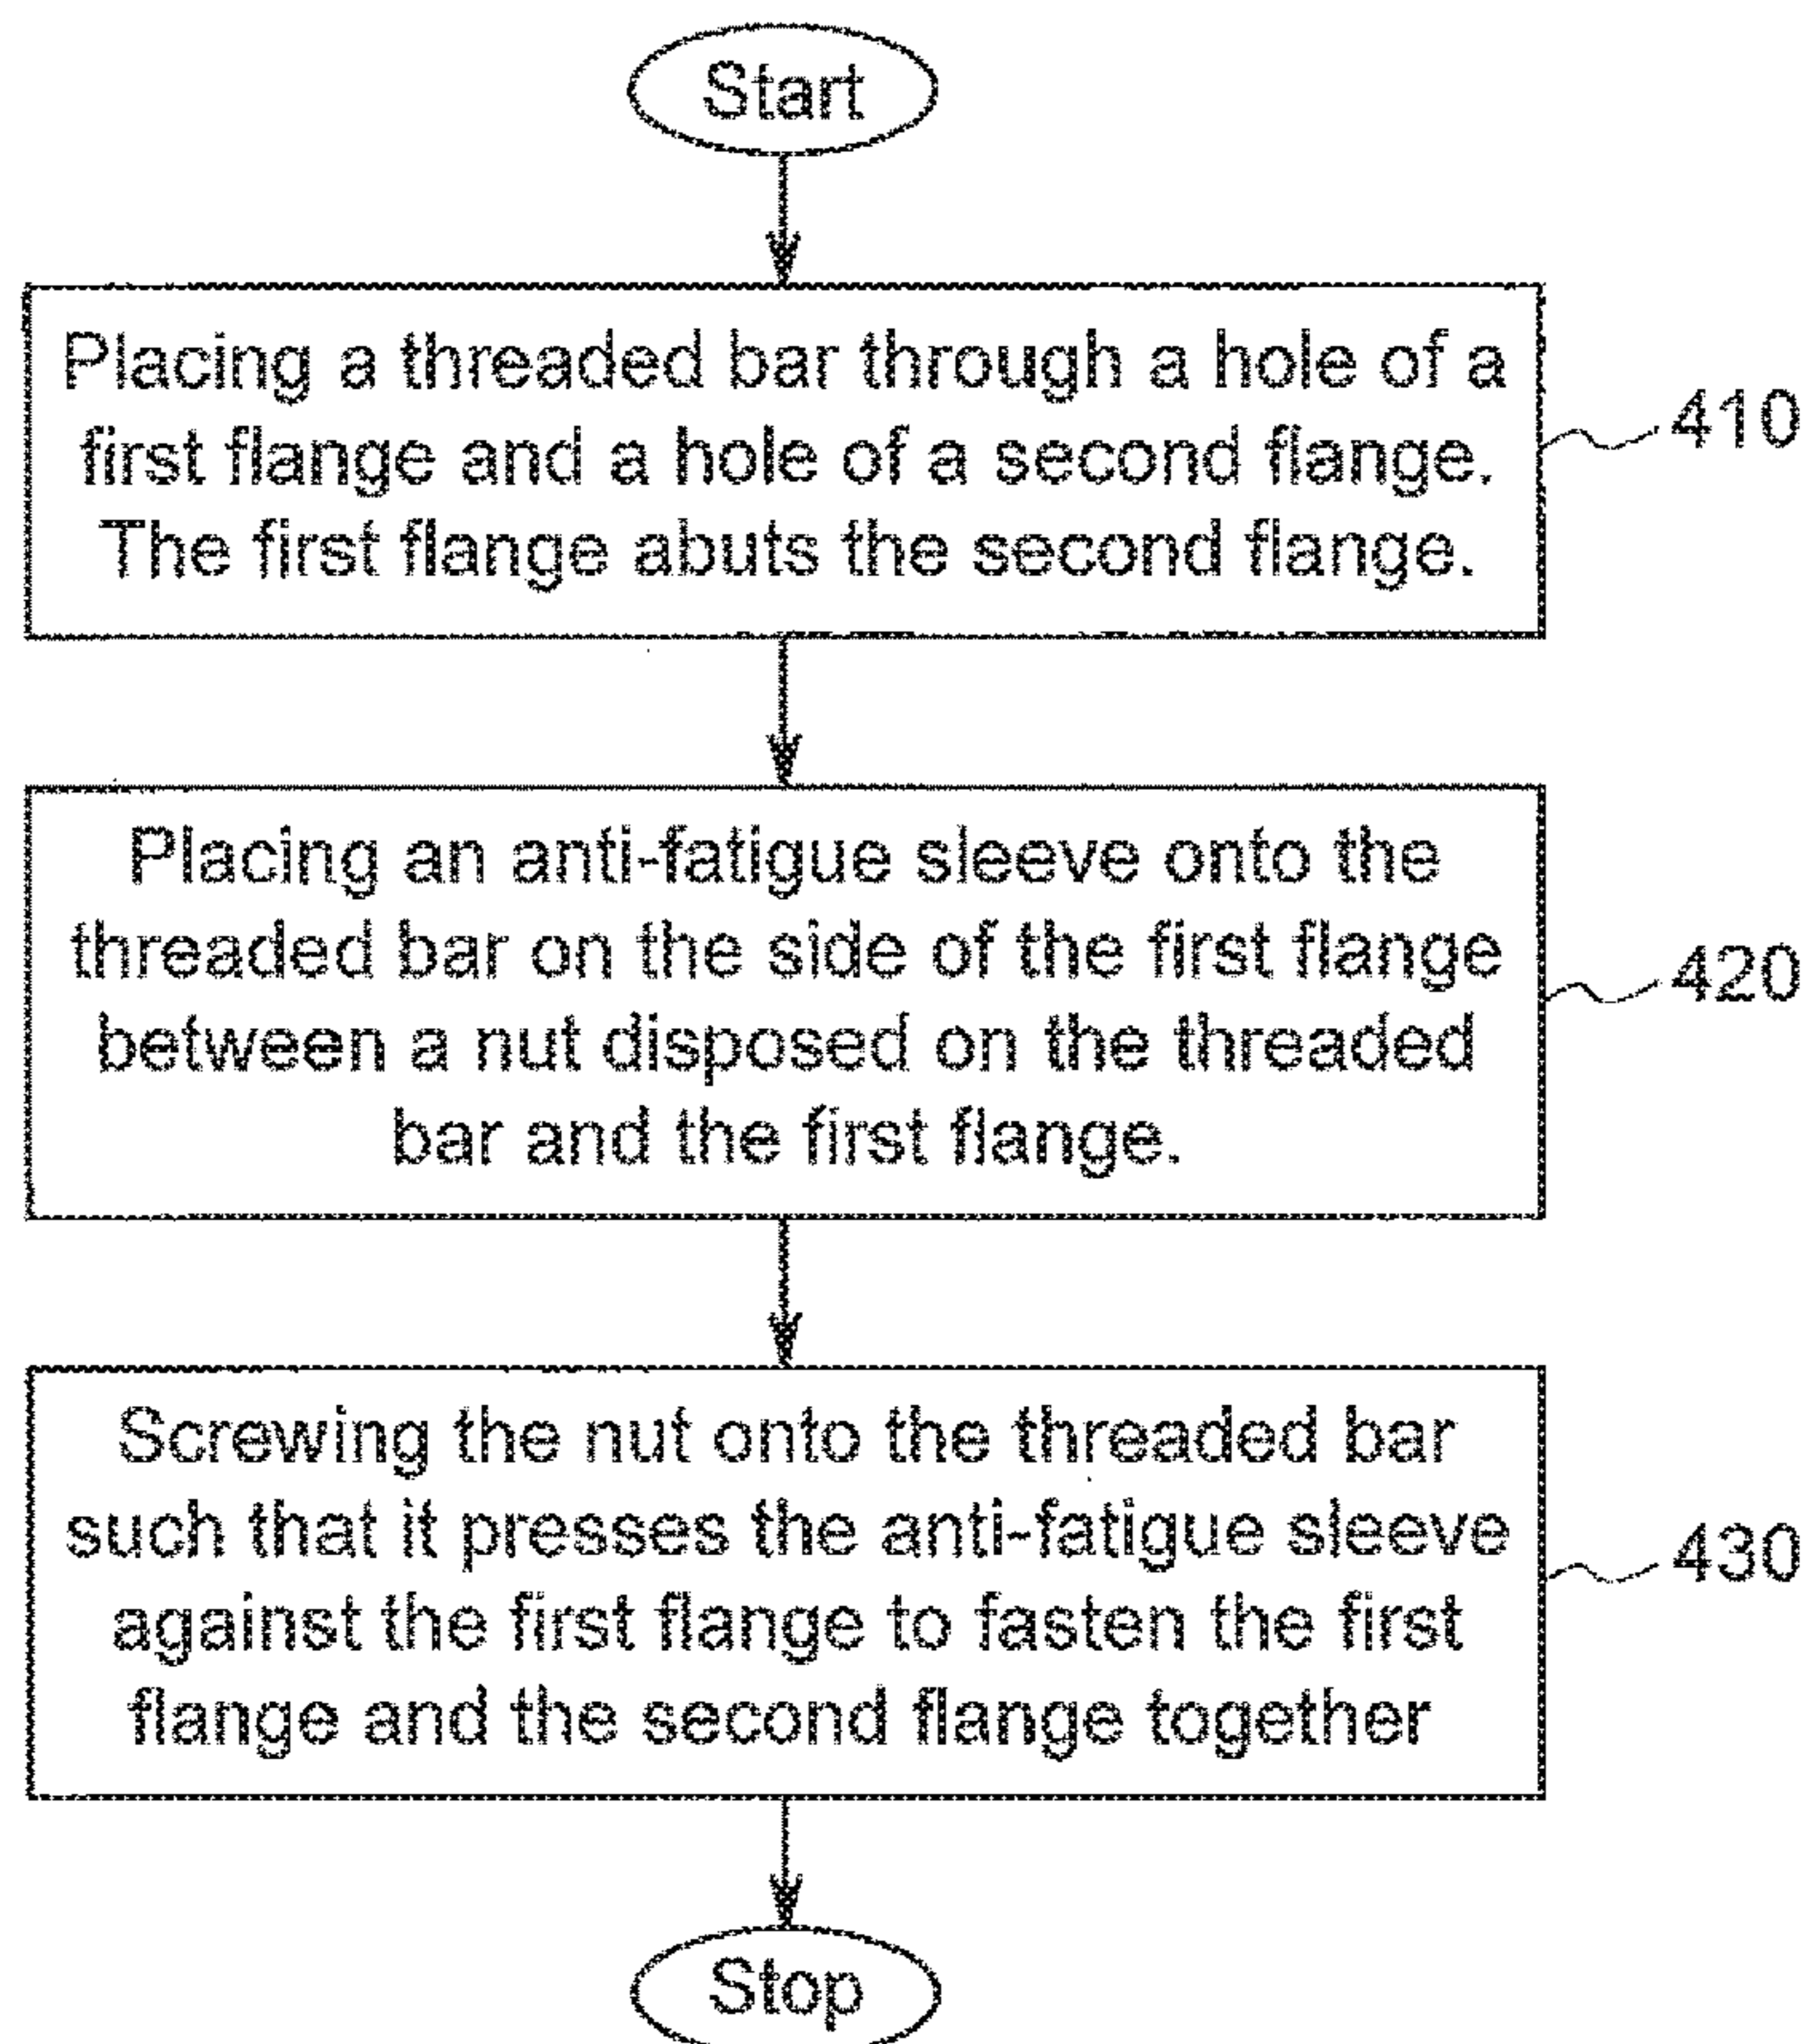 Start
Placing a threaded bar through a hole of a
first flange and a hole of a second flange.
The first flange abuts the second flange.
410
Placing an anti-fatigue sleeve onto the
threaded bar on the side of the first flange
between a nut disposed on the threaded
bar and the first flange.
420
Screwing the nut onto the threaded bar
such that it presses the anti-fatigue sleeve
against the first flange to fasten the first
flange and the second flange together
430
Stop